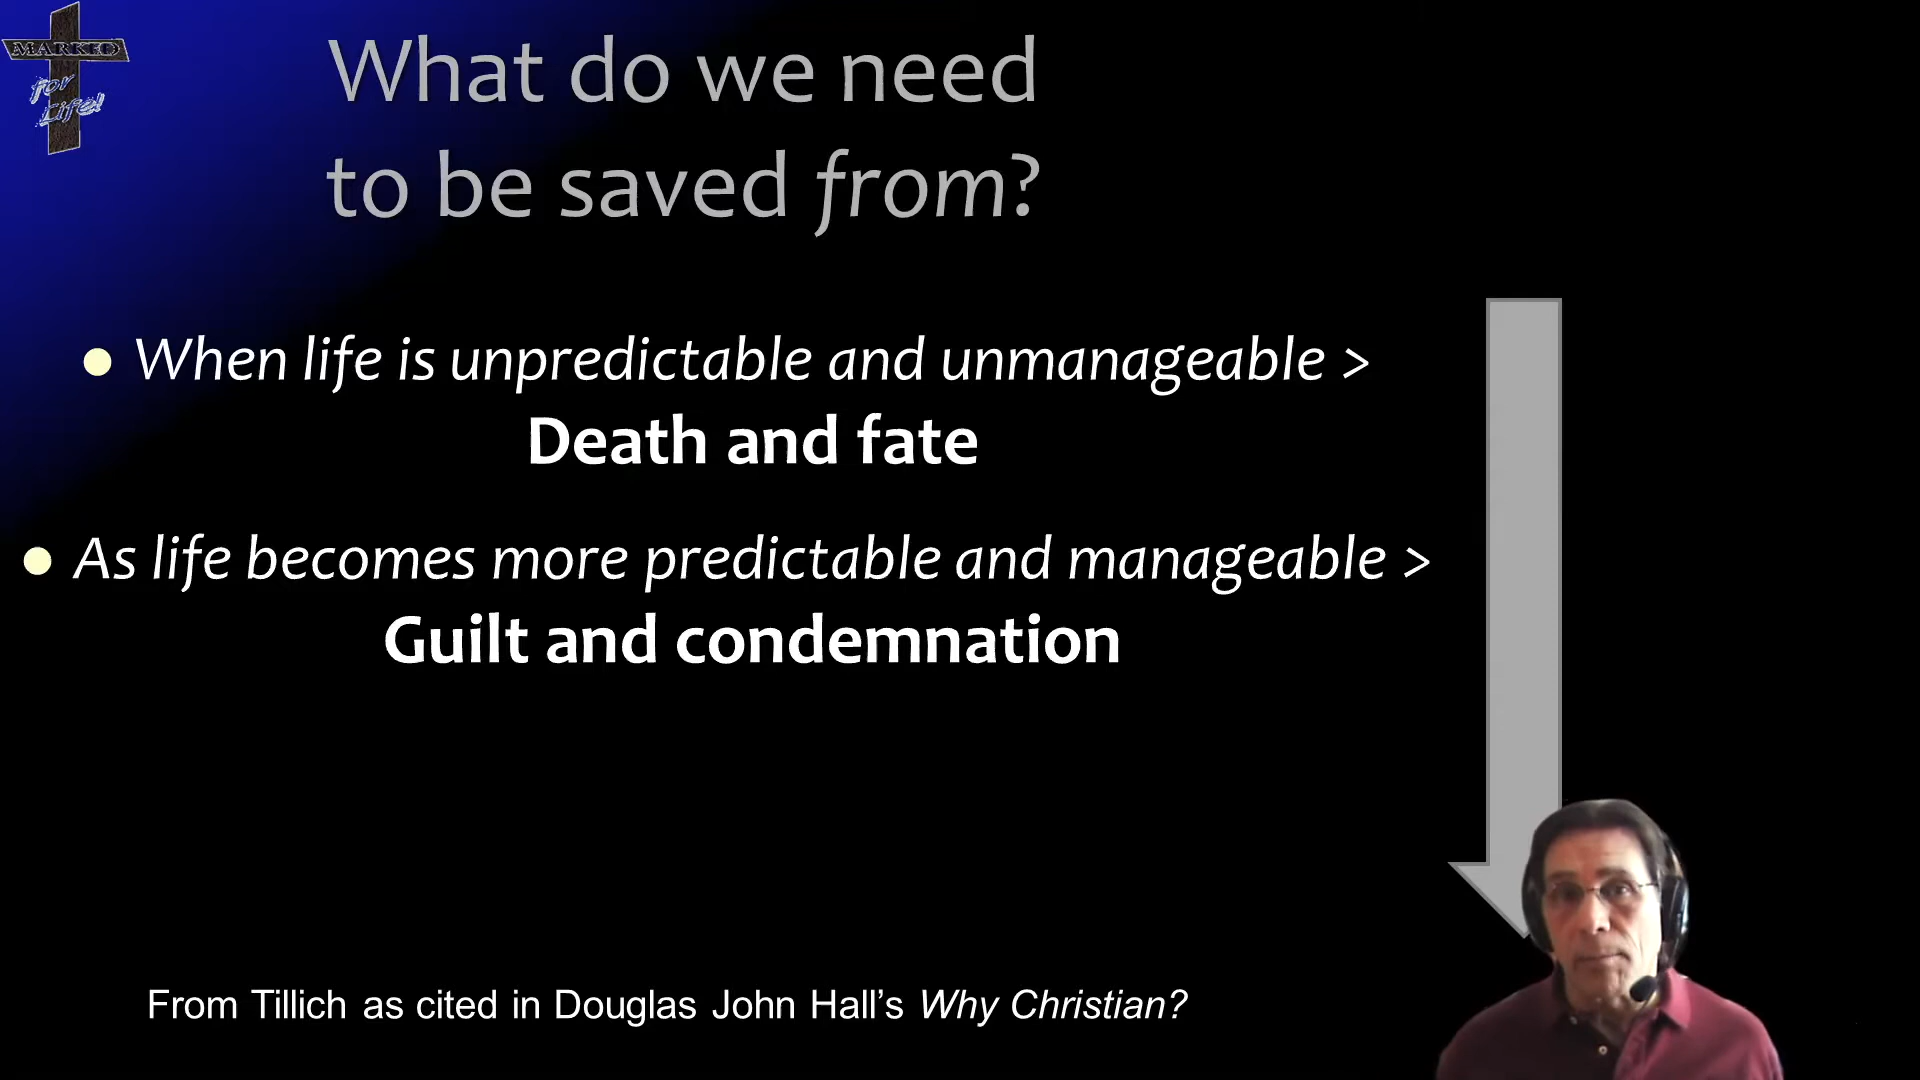 MARKED
for
Life!
What do we need
to be saved from?
When life is unpredictable and unmanageable >
Death and fate
As life becomes more predictable and manageable >
Guilt and condemnation
From Tillich as cited in Douglas John Hall’s Why Christian?